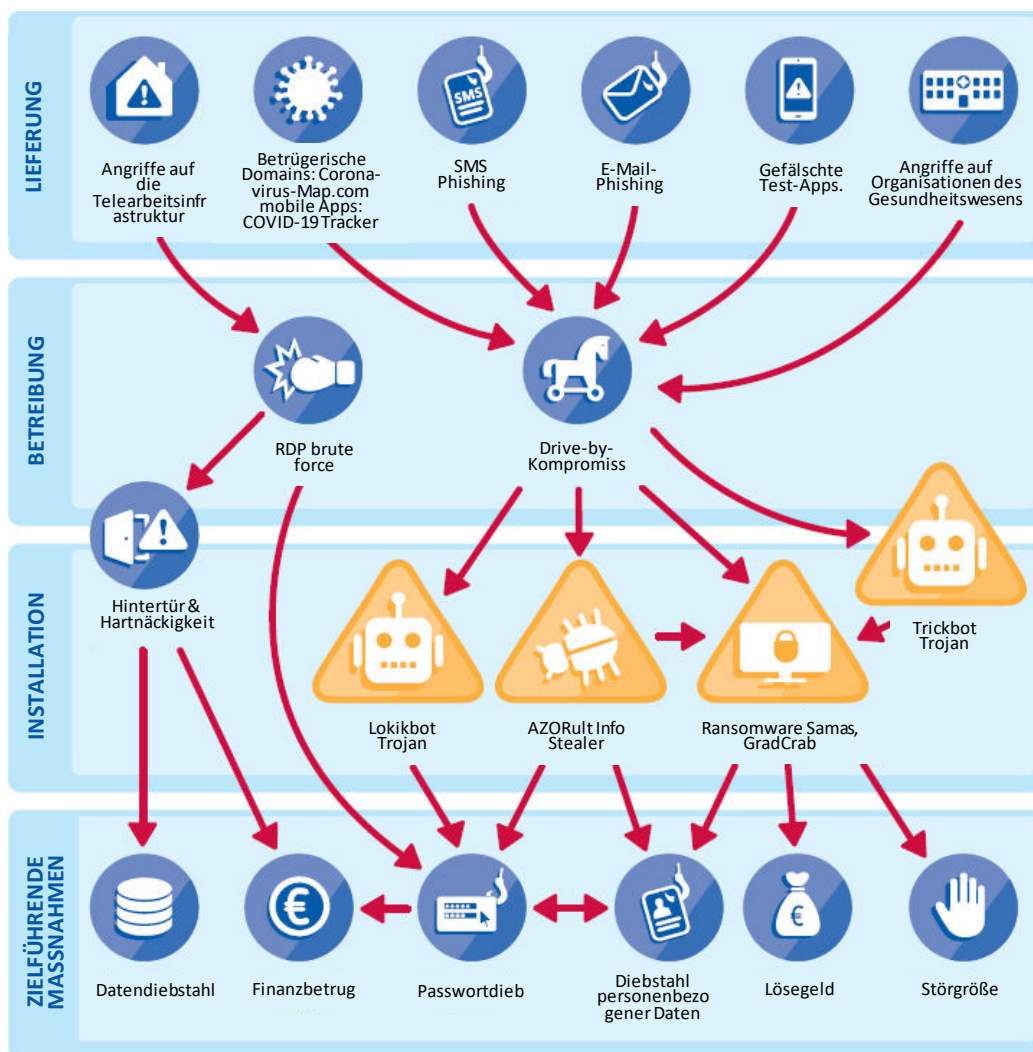 LIEFERUNG
Angriffe auf
die
Telearbeitsinfr
astruktur
Betrügerische
Domains: Corona-
virus-Map.com
mobile Apps:
COVID-19 Tracker
SMS
SMS
Phishing
E-Mail-
Phishing
Gefälschte
Test-Apps.
Angriffe auf
Organisationen des
Gesundheitswesens
BETREIBUNG
RDP brute
force
Drive-by-
Kompromiss
INSTALLATION
Hintertür &
Hartnäckigkeit
Lokikbot
Trojan
AZORult Info
Stealer
Ransomware Samas,
GradCrab
Trickbot
Trojan
ZIELFÜHRENDE
MASSNAHMEN
Datendiebstahl
€
Finanzbetrug
Passwortdieb
Diebstahl
personenbezo
gener Daten
€
Lösegeld
Störgröße